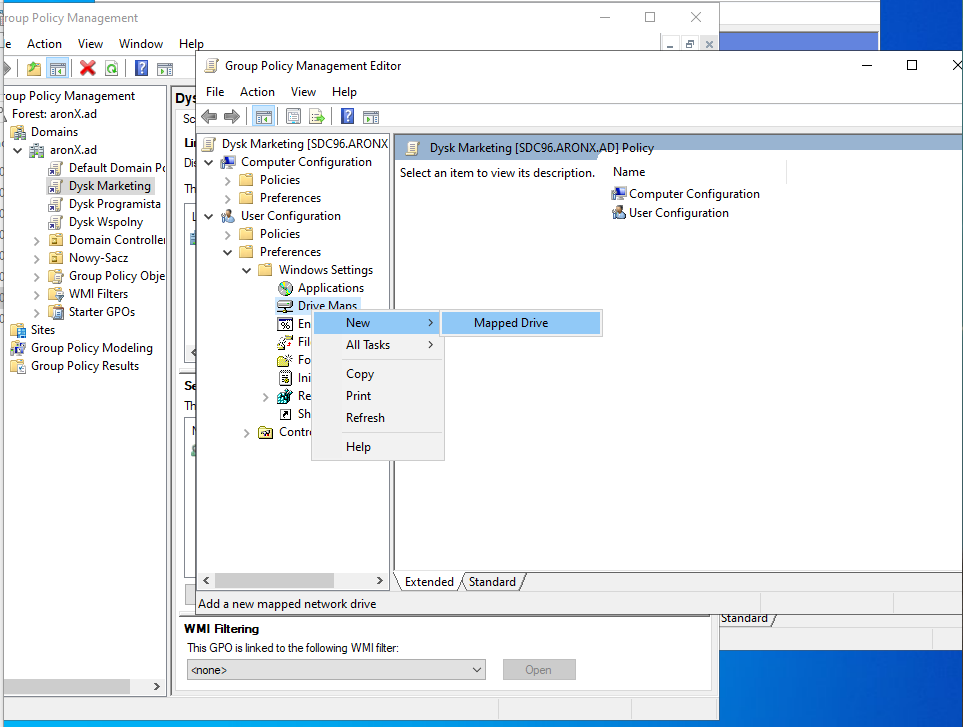 roup Policy Management
le Action View Window Help
roup Policy Management
Forest: aronX.ad
Domains
aronX.ad
Default Domain Po
Dysk Marketing
Dysk Programista
Dysk Wspolny
Domain Controller
Nowy-Sacz
Group Policy Obje
WMI Filters
Starter GPOs
Sites
Group Policy Modeling
Group Policy Results
Dys
Sc
Li
Dis
Th
L
Se
Th
N
Group Policy Management Editor
File Action View Help
Dysk Marketing [SDC96.ARONX
Computer Configuration
Policies
Preferences
User Configuration
Policies
Preferences
Windows Settings
Applications
Drive Maps
En
File
Fo
Ini
Re
Sh
Contro
New
All Tasks
Copy
Print
Refresh
Help
Mapped Drive
Dysk Marketing [SDC96.ARONX.AD] Policy
Select an item to view its description.
Name
Computer Configuration
User Configuration
Extended Standard
Add a new mapped network drive
Standard
WMI Filtering
This GPO is linked to the following WMI filter:
<none>
Open